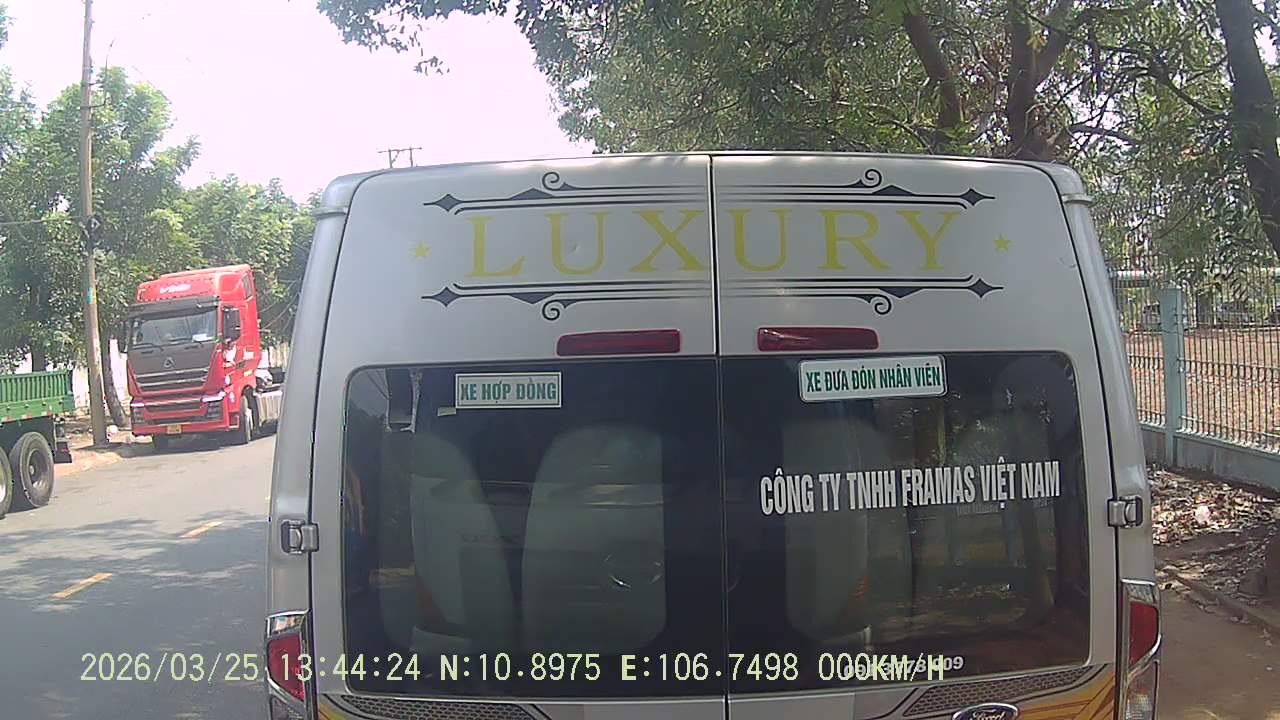 LUXURY
XE HỢP ĐỒNG
XE ĐƯA ĐÓN NHÂN VIÊN
CÔNG TY TNHH FRAMAS VIỆT NAM
2026/03/25 13:44:24 N:10.8975 E:106.7498 000KM/H
Ford